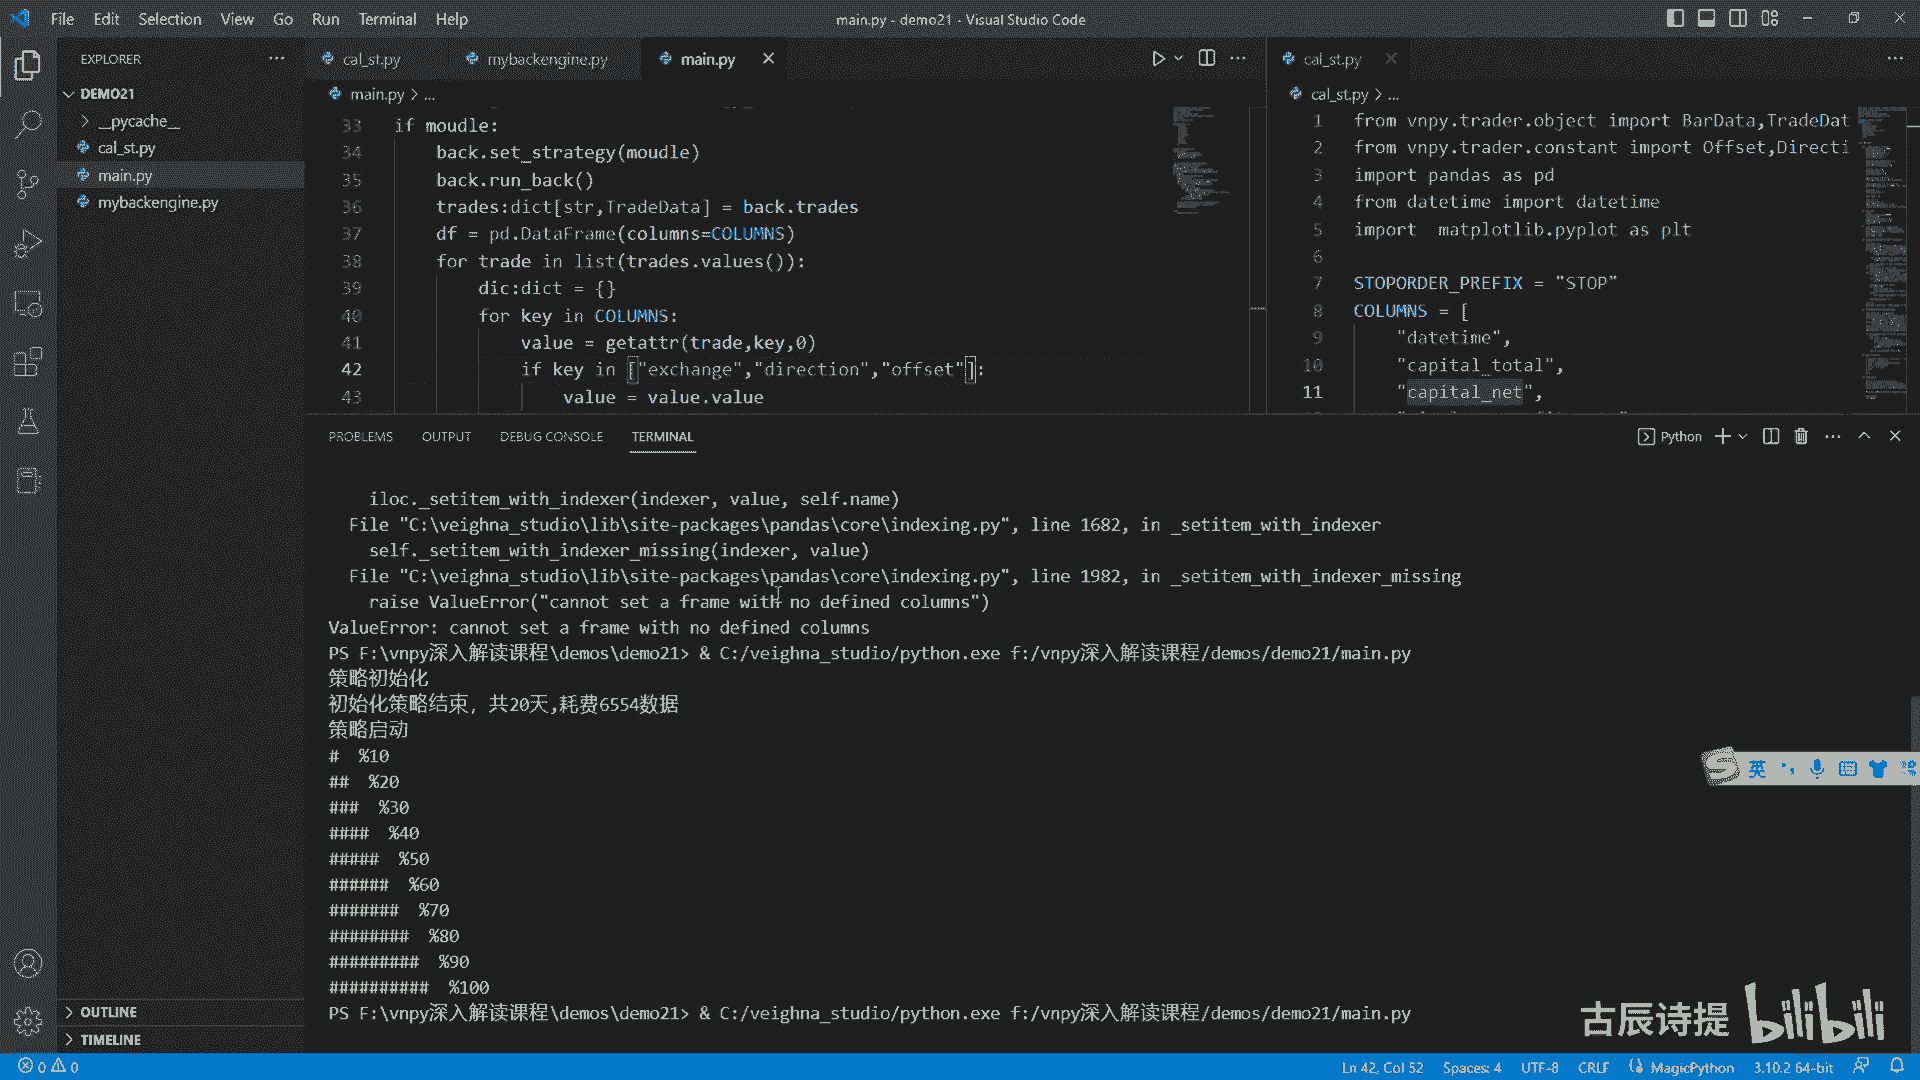 File Edit Selection View Go Run Terminal Help
main.py - demo21 - Visual Studio Code
EXPLORER
DEMO21
__pycache__
cal_st.py
main.py
mybackengine.py
OUTLINE
TIMELINE
cal_st.py
mybackengine.py
main.py
main.py > ...
33 if moudle:
34 back.set_strategy(moudle)
35 back.run_back()
36 trades:dict[str,TradeData] = back.trades
37 df = pd.DataFrame(columns=COLUMNS)
38 for trade in list(trades.values()):
39 dic:dict = {}
40 for key in COLUMNS:
41 value = getattr(trade,key,0)
42 if key in ["exchange","direction","offset"]:
43 value = value.value
cal_st.py
cal_st.py > ...
1 from vnpy.trader.object import BarData,TradeDat
2 from vnpy.trader.constant import Offset,Directi
3 import pandas as pd
4 from datetime import datetime
5 import matplotlib.pyplot as plt
6
7 STOPORDER_PREFIX = "STOP"
8 COLUMNS = [
9 "datetime",
10 "capital_total",
11 "capital_net",
PROBLEMS OUTPUT DEBUG CONSOLE TERMINAL
Python
iloc._setitem_with_indexer(indexer, value, self.name)
File "C:\veighna_studio\lib\site-packages\pandas\core\indexing.py", line 1682, in _setitem_with_indexer
self._setitem_with_indexer_missing(indexer, value)
File "C:\veighna_studio\lib\site-packages\pandas\core\indexing.py", line 1982, in _setitem_with_indexer_missing
raise ValueError("cannot set a frame with no defined columns")
ValueError: cannot set a frame with no defined columns
PS F:\vnpy深入解读课程\demos\demo21> & C:/veighna_studio/python.exe f:/vnpy深入解读课程/demos/demo21/main.py
策略初始化
初始化策略结束，共20天,耗费6554数据
策略启动
# %10
## %20
### %30
#### %40
##### %50
###### %60
####### %70
######## %80
######### %90
########## %100
PS F:\vnpy深入解读课程\demos\demo21> & C:/veighna_studio/python.exe f:/vnpy深入解读课程/demos/demo21/main.py
英
古辰诗提 bilibili
0 0
Ln 42, Col 52 Spaces: 4 UTF-8 CRLF MagicPython 3.10.2 64-bit